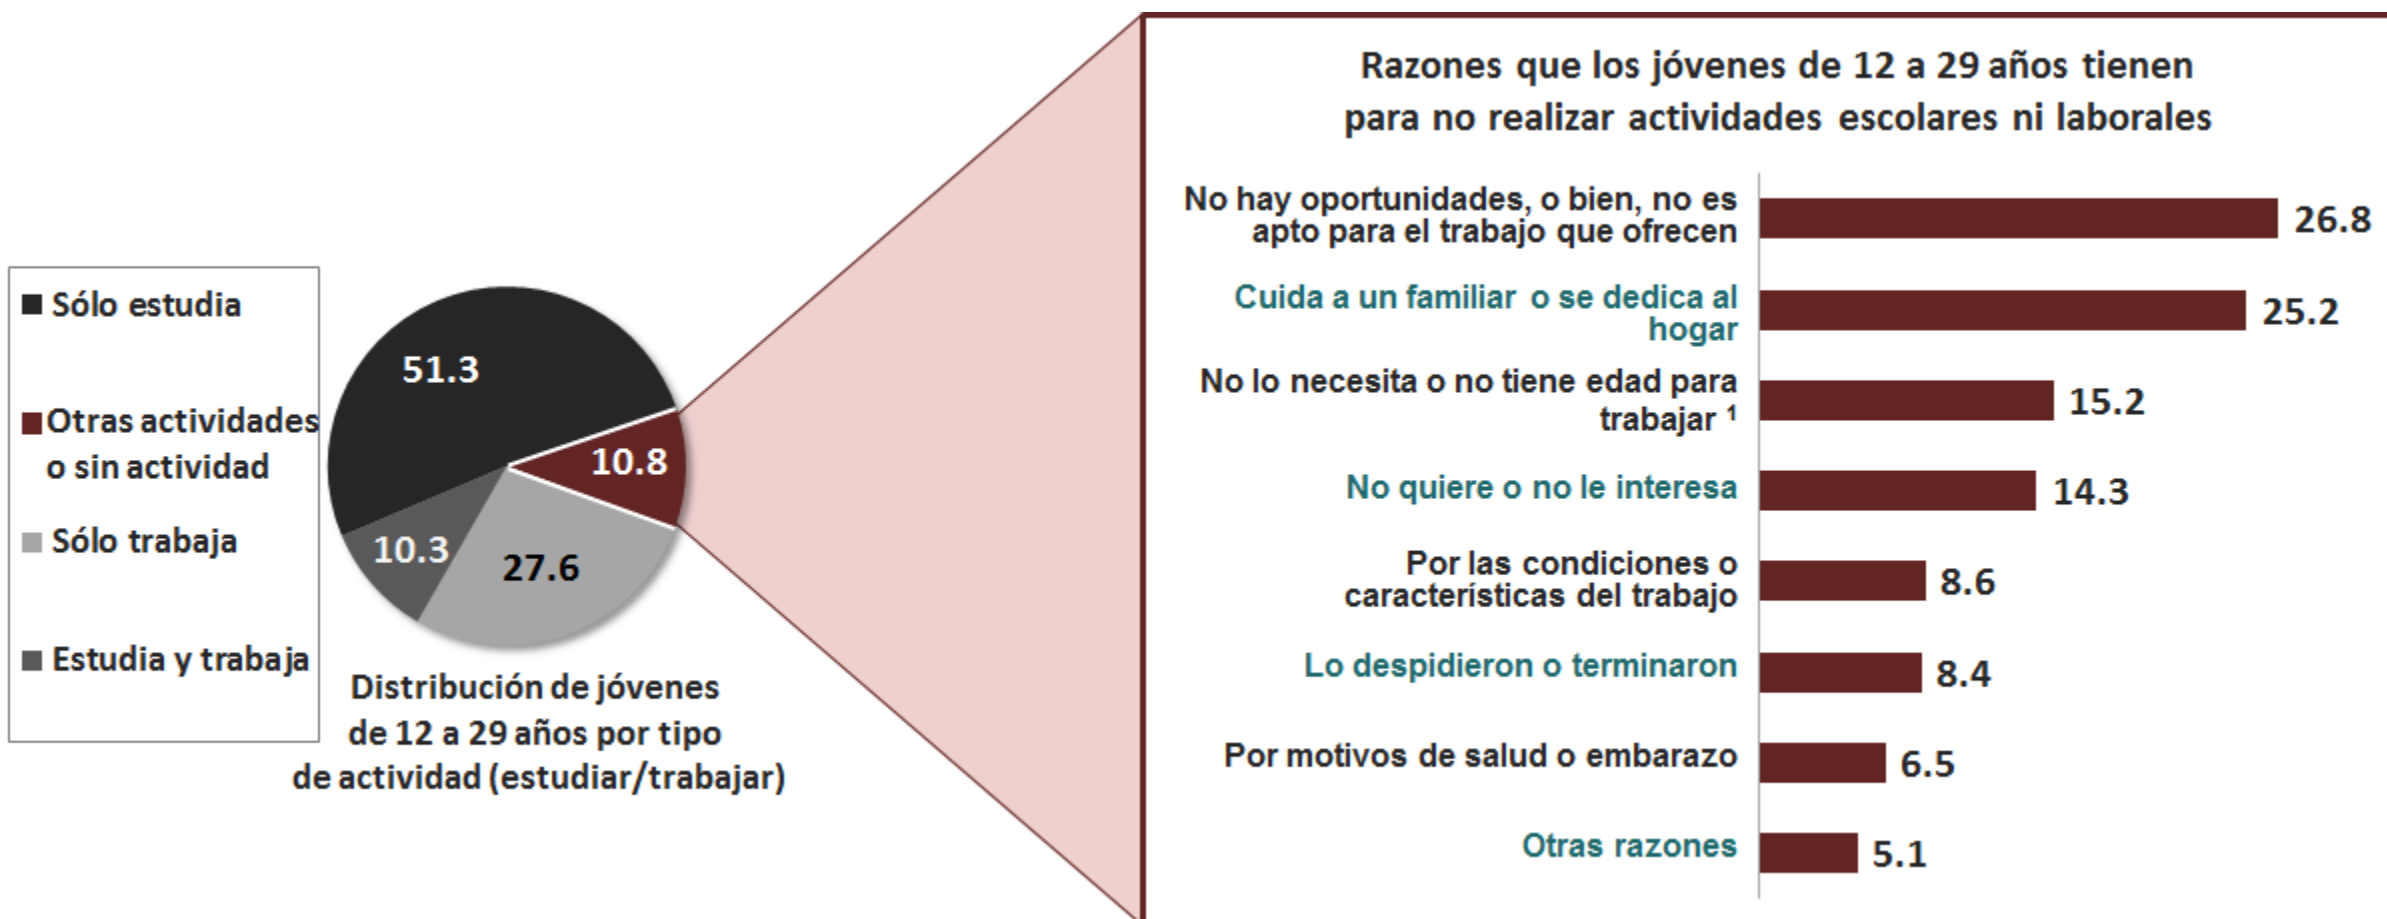 Razones que los jóvenes de 12 a 29 años tienen
para no realizar actividades escolares ni laborales
Sólo estudia
Otras actividades
o sin actividad
Sólo trabaja
Estudia y trabaja
51.3
10.8
10.3
27.6
Distribución de jóvenes
de 12 a 29 años por tipo
de actividad (estudiar/trabajar)
No hay oportunidades, o bien, no es
apto para el trabajo que ofrecen
26.8
Cuida a un familiar o se dedica al
hogar
25.2
No lo necesita o no tiene edad para
trabajar ¹
15.2
No quiere o no le interesa
14.3
Por las condiciones o
características del trabajo
8.6
Lo despidieron o terminaron
8.4
Por motivos de salud o embarazo
6.5
Otras razones
5.1